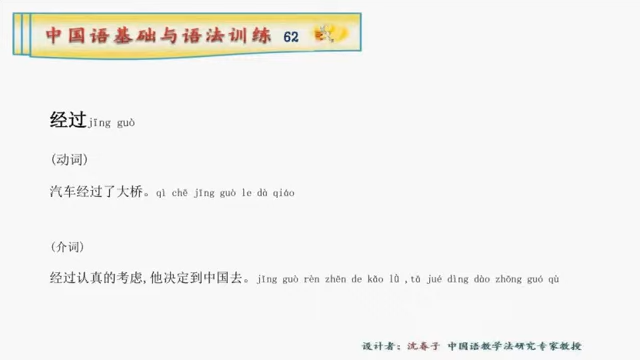 中国语基础与语法训练 62
经过jīng guò
(动词)
汽车经过了大桥。qì chē jīng guò le dà qiáo
(介词)
经过认真的考虑,他决定到中国去。jīng guò rèn zhēn de kǎo lǜ ,tā jué dìng dào zhōng guó qù
设计者：沈春子 中国语教学法研究专家教授